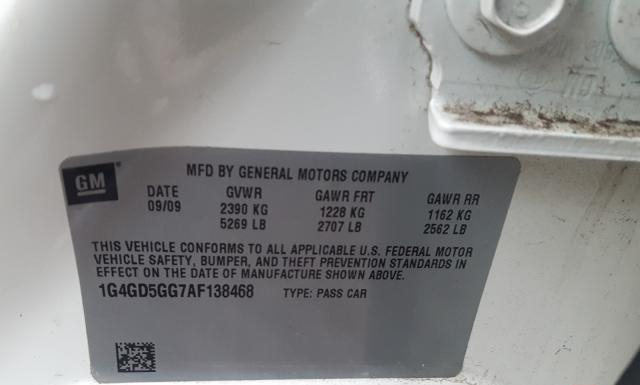 GM
MFD BY GENERAL MOTORS COMPANY
DATE GVWR GAWR FRT GAWR RR
09/09 2390 KG 1228 KG 1162 KG
5269 LB 2707 LB 2562 LB
THIS VEHICLE CONFORMS TO ALL APPLICABLE U.S. FEDERAL MOTOR
VEHICLE SAFETY, BUMPER, AND THEFT PREVENTION STANDARDS IN
EFFECT ON THE DATE OF MANUFACTURE SHOWN ABOVE.
1G4GD5GG7AF138468 TYPE: PASS CAR